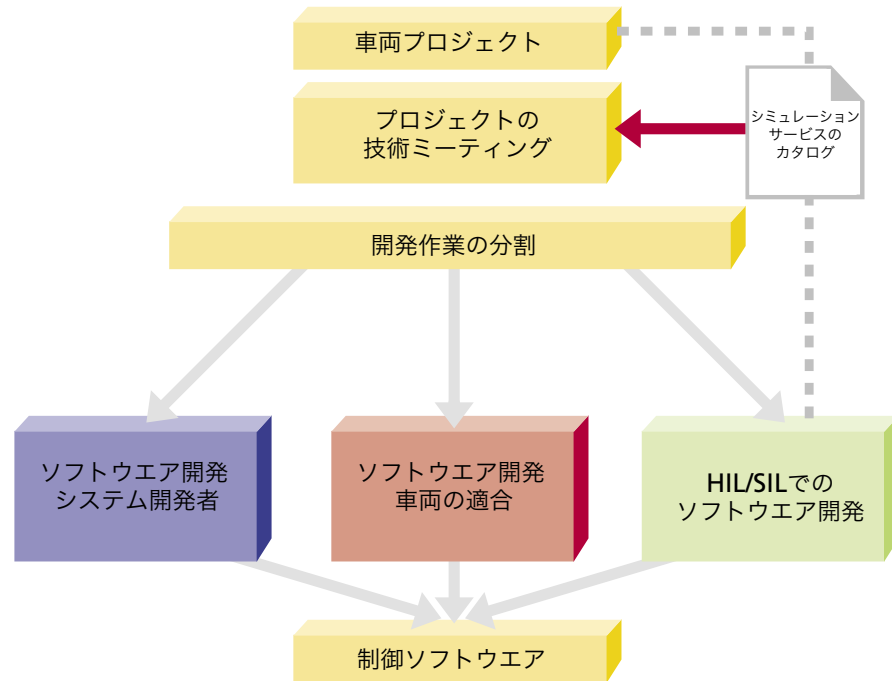 車両プロジェクト
プロジェクトの
技術ミーティング
シミュレーション
サービスの
カタログ
開発作業の分割
ソフトウエア開発
システム開発者
ソフトウエア開発
車両の適合
HIL/SILでの
ソフトウエア開発
制御ソフトウエア